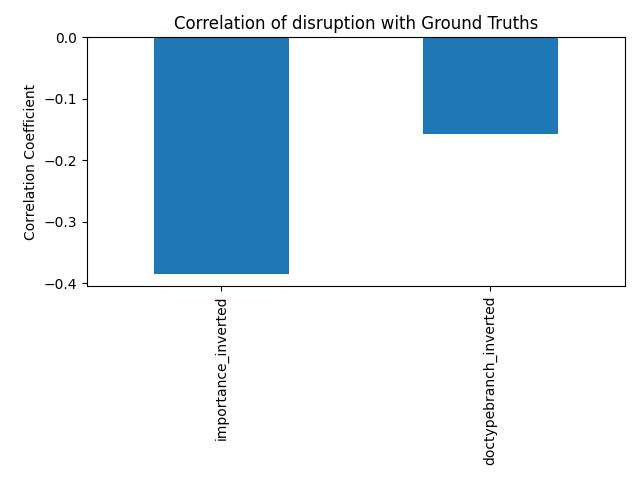 Correlation of disruption with Ground Truths
Correlation Coefficient
0.0
−0.1
−0.2
−0.3
−0.4
importance_inverted
doctypebranch_inverted